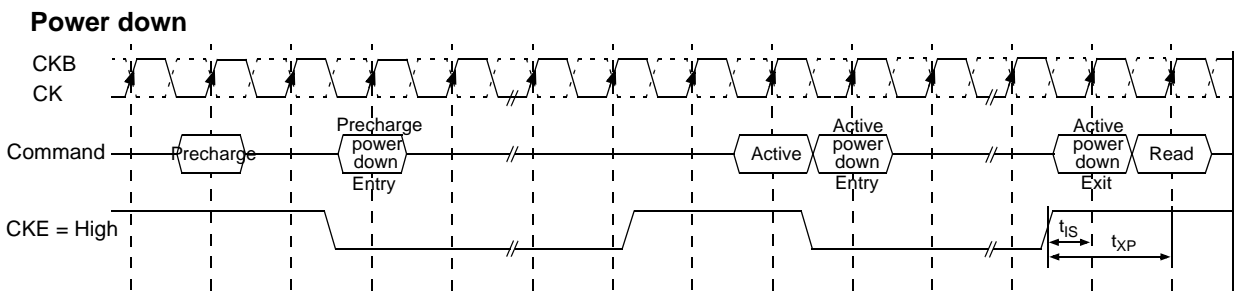 Power down
CKB
CK
Command
Precharge
Precharge
power
down
Entry
Active
Active
power
down
Entry
Active
power
down
Exit
Read
CKE = High
tIS
tXP